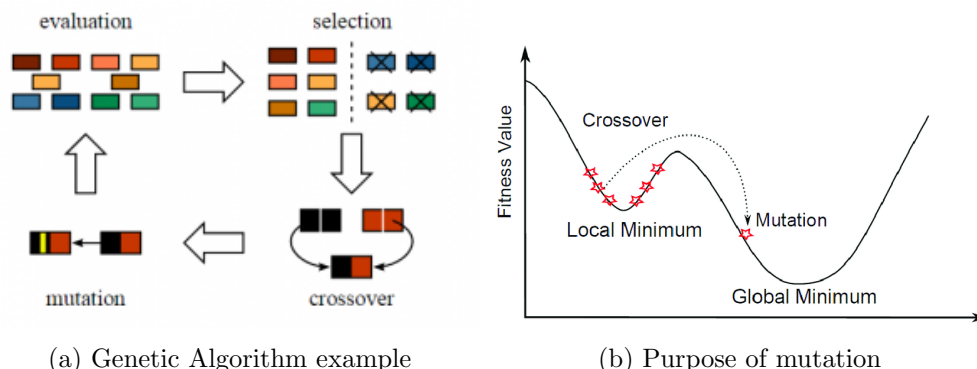 evaluation
selection
mutation
crossover
(a) Genetic Algorithm example
Fitness Value
Crossover
Local Minimum
Mutation
Global Minimum
(b) Purpose of mutation